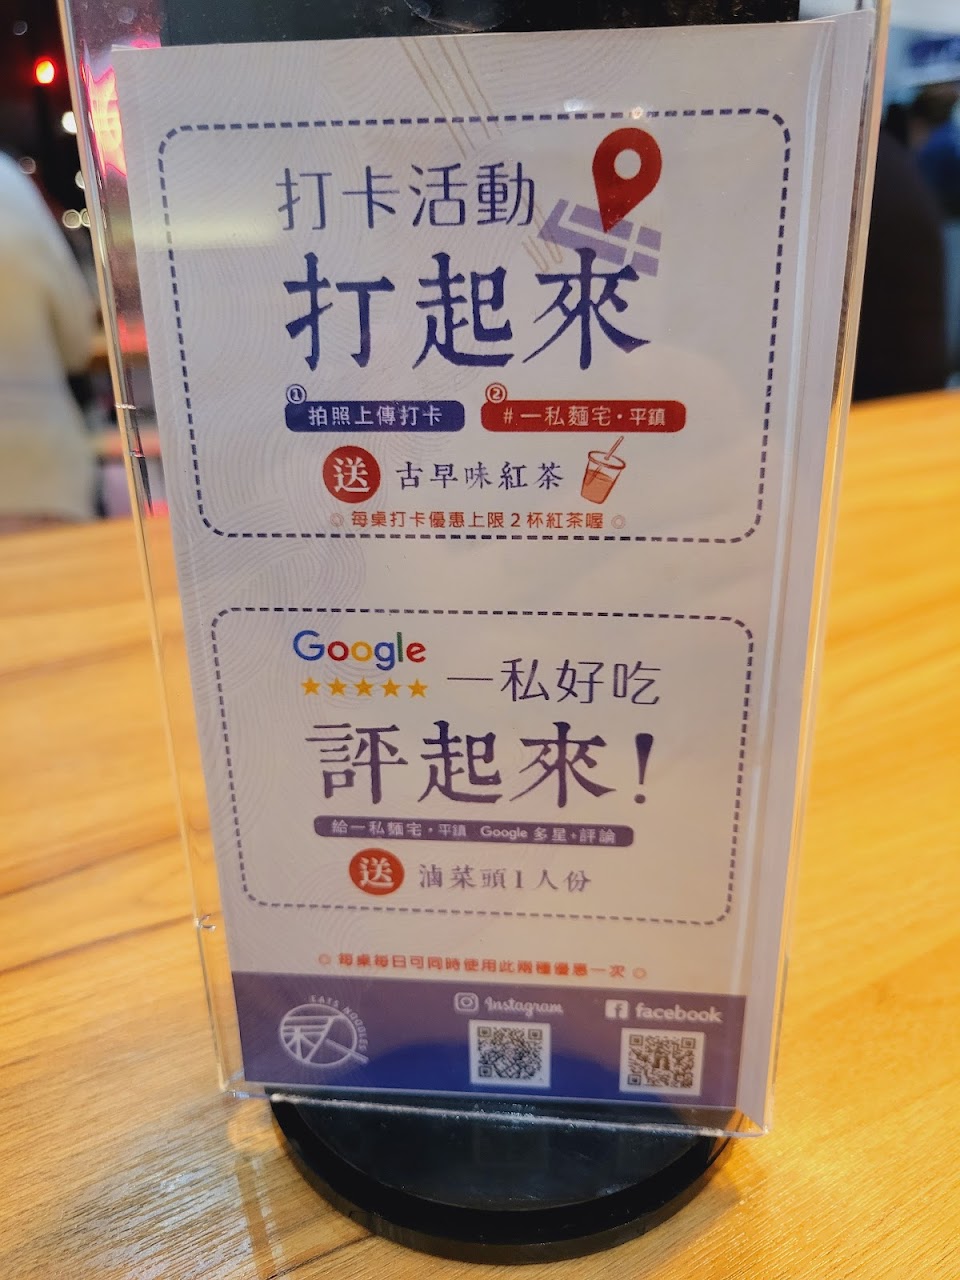 打卡活動
打起來
① 拍照上傳打卡 ② #一私麵宅・平鎮
送 古早味紅茶
◎ 每桌打卡優惠上限2杯紅茶喔 ◎
Google
★★★★★ 一私好吃
評起來!
給一私麵宅・平鎮 Google 多星+評論
送 滷菜頭1人份
◎ 每桌每日可同時使用此兩種優惠一次 ◎
EATS NOODLES
Instagram facebook